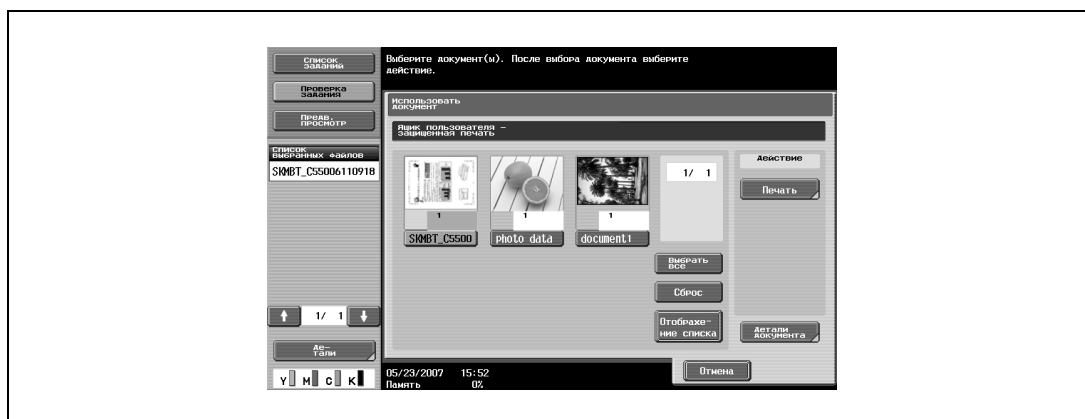 Список
заданий
Проверка
задания
Предв.
просмотр
Список
выбранных файлов
SKMBT_C55006110918
1/ 1
Де-
тали
Y M C K
Выберите документ(ы). После выбора документа выберите
действие.
Использовать
документ
Ящик пользователя -
защищенная печать
1
1
1
SKMBT_C5500
photo data
document1
1/ 1
Выбрать
все
Сброс
Отображе-
ние списка
Действие
Печать
Детали
документа
Отмена
05/23/2007 15:52
Память 0%